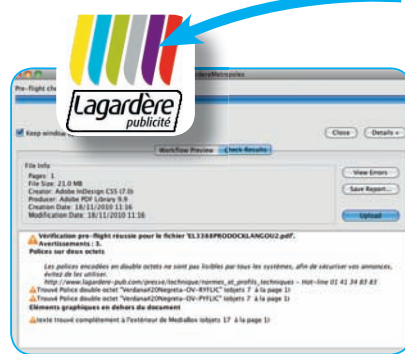 Lagardère
publicité
dereMetropoles
Pre-flight che
Keep window
Close
Details
Workflow Preview
Check Results
File Info
Pages: 1
File Size: 21.0 MB
Creator: Adobe InDesign CS5 (7.0)
Producer: Adobe PDF Library 9.9
Creation Date: 18/11/2010 11:16
Modification Date: 18/11/2010 11:16
View Errors
Save Report...
Upload
Vérification pre-flight réussie pour le fichier "EL3388PRODOCKLANGOU2.pdf".
Avertissements : 3.
Polices sur deux octets
Les polices encodées en double octets ne sont pas lisibles par tous les systèmes, afin de sécuriser vos annonces,
évitez de les utiliser.
http://www.lagardere-pub.com/presse/technique/normes_et_profils_techniques - Hot-line 01 41 34 83 83
Trouvé Police double octet "Verdana#20Negreta-OV-RYFLIC" (objets 7 à la page 1)
Trouvé Police double octet "Verdana#20Negreta-OV-PYFLIC" (objets 7 à la page 1)
Eléments graphiques en dehors du document
texte trouvé complètement à l'extérieur de MediaBox (objets 17 à la page 1)